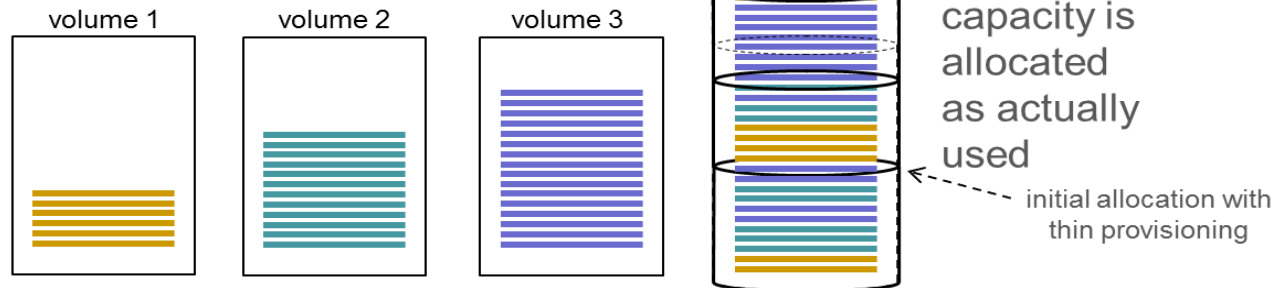 volume 1
volume 2
volume 3
capacity is
allocated
as actually
used
initial allocation with
thin provisioning